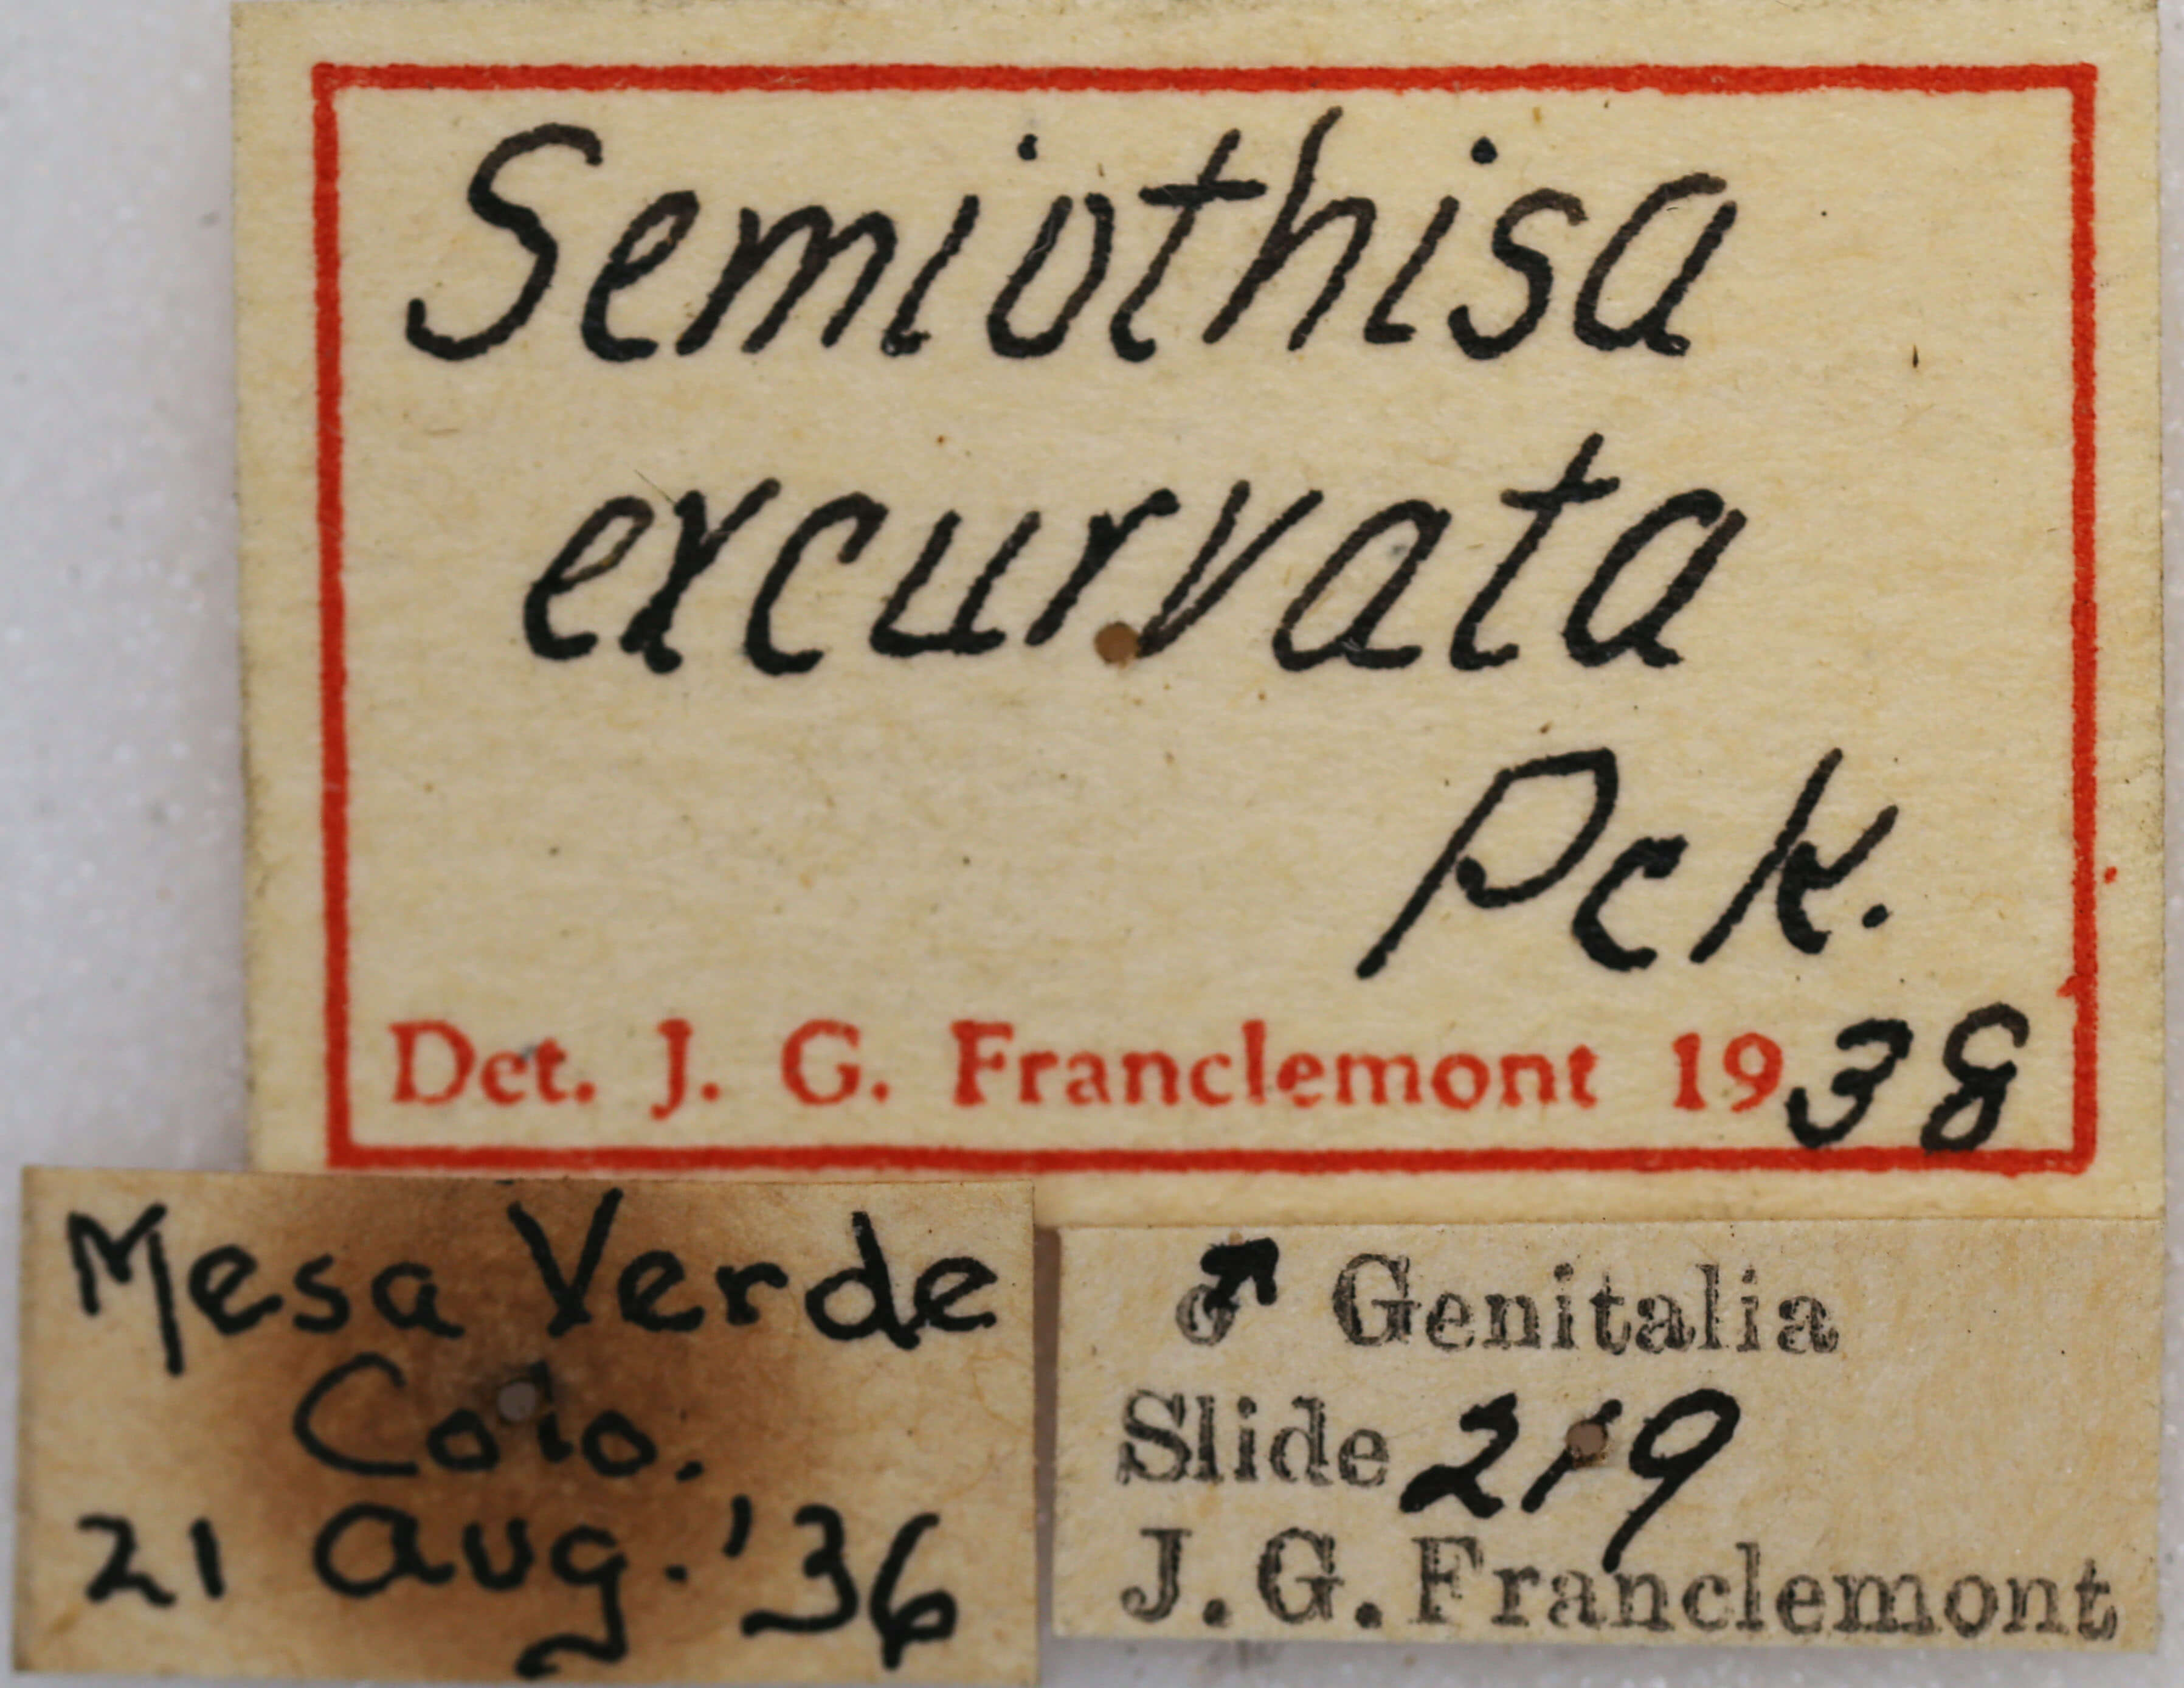 Semiothisa
excurvata
Pck.
Det. J. G. Franclemont 1938
Mesa Verde
Colo.
21 Aug. '36
♂ Genitalia
Slide 219
J. G. Franclemont